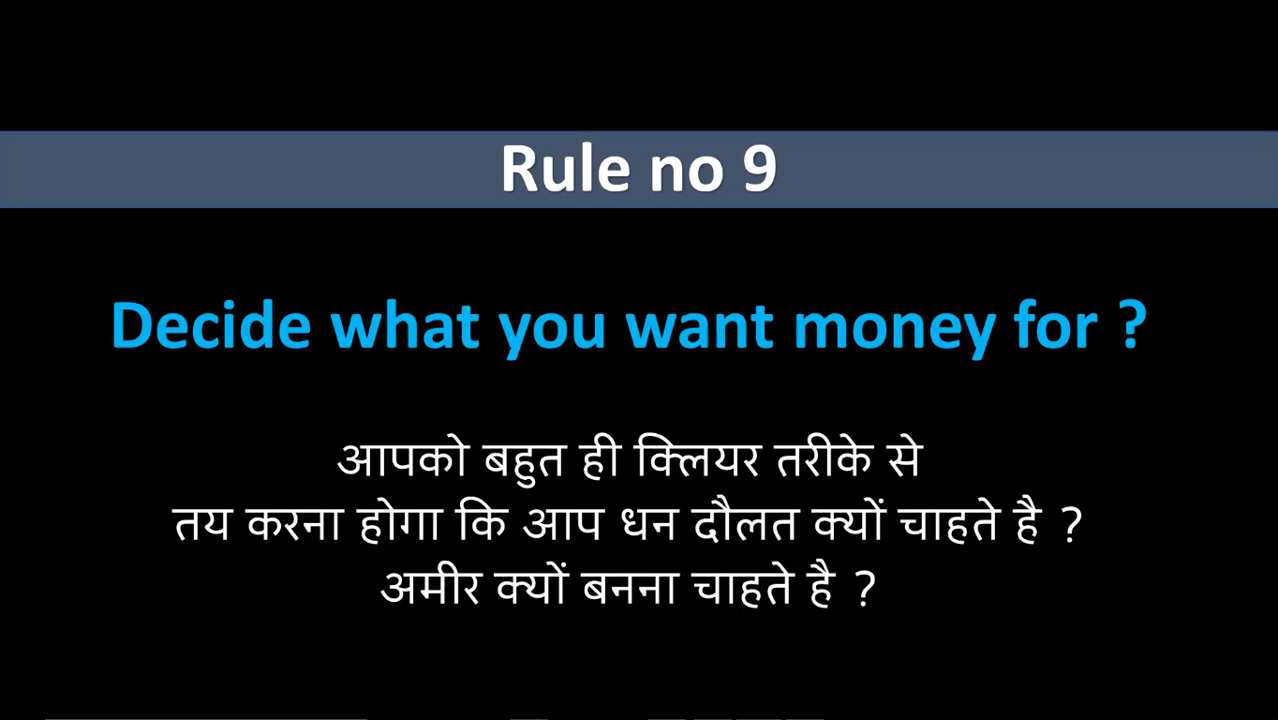 Rule no 9
Decide what you want money for ?
आपको बहुत ही क्लियर तरीके से
तय करना होगा कि आप धन दौलत क्यों चाहते है ?
अमीर क्यों बनना चाहते है ?